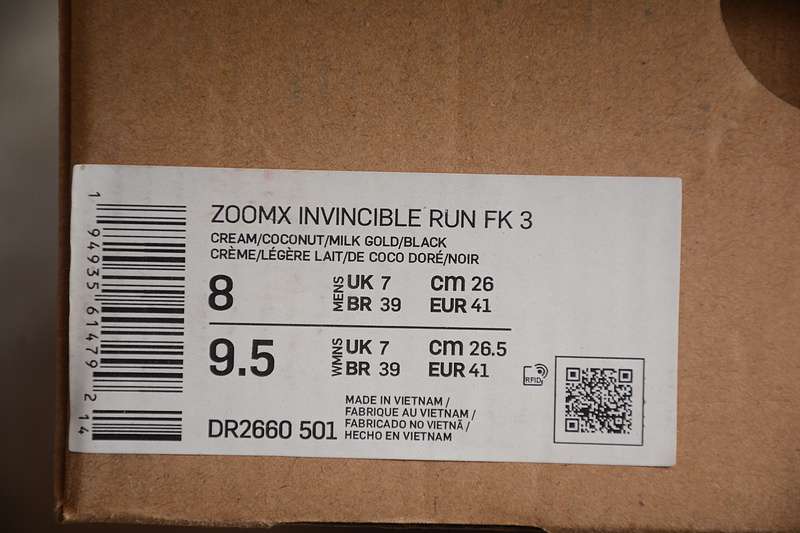 ZOOMX INVINCIBLE RUN FK 3
CREAM/COCONUT/MILK GOLD/BLACK
CRÈME/LÉGÈRE LAIT/DE COCO DORÉ/NOIR
8 MENS UK 7 cm 26
BR 39 EUR 41
9.5 WMNS UK 7 cm 26.5
BR 39 EUR 41
RFID
DR2660 501
MADE IN VIETNAM /
FABRIQUE AU VIETNAM /
FABRICADO NO VIETNÃ /
HECHO EN VIETNAM
1 94935 61479 2 14